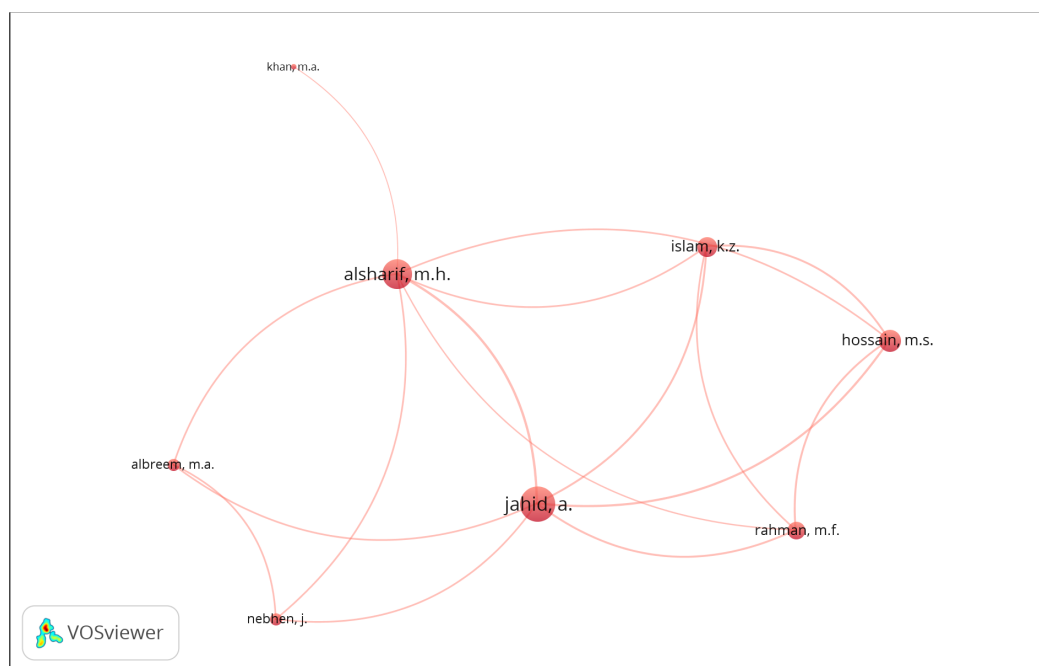 khan, m.a.
islam, k.z.
alsharif, m.h.
hossain, m.s.
albreem, m.a.
jahid, a.
rahman, m.f.
nebhen, j.
VOSviewer